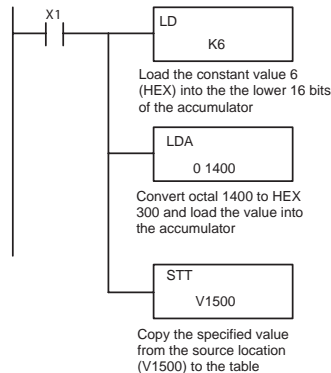 X1
LD
K6
Load the constant value 6
(HEX) into the the lower 16 bits
of the accumulator
LDA
0 1400
Convert octal 1400 to HEX
300 and load the value into
the accumulator
STT
V1500
Copy the specified value
from the source location
(V1500) to the table